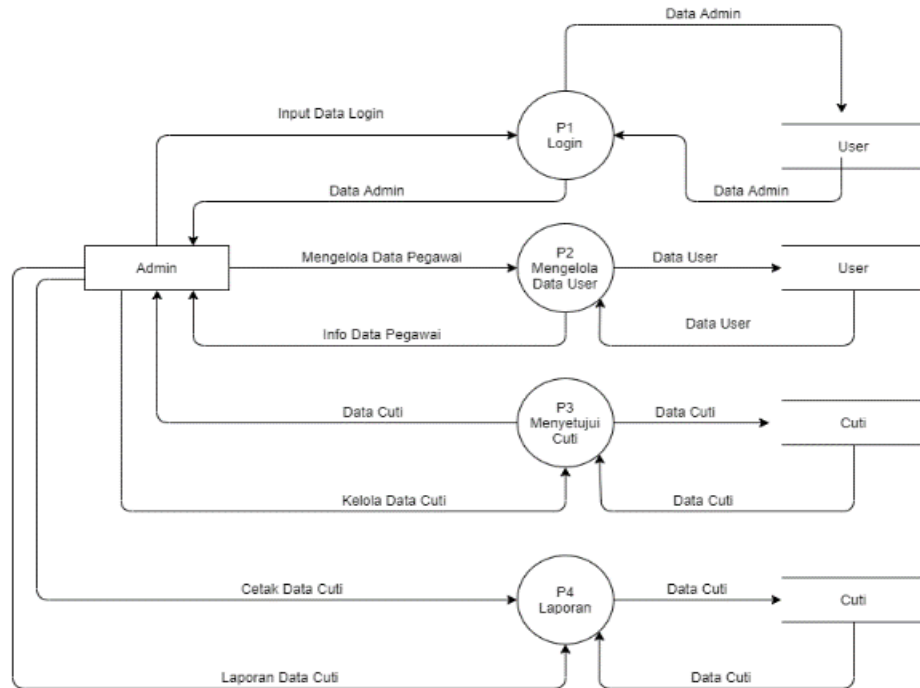 Data Admin
Input Data Login
P1
Login
User
Data Admin
Data Admin
Admin
Mengelola Data Pegawai
P2
Mengelola
Data User
Data User
User
Info Data Pegawai
Data User
Data Cuti
P3
Menyetujui
Cuti
Data Cuti
Cuti
Kelola Data Cuti
Data Cuti
Cetak Data Cuti
P4
Laporan
Data Cuti
Cuti
Laporan Data Cuti
Data Cuti